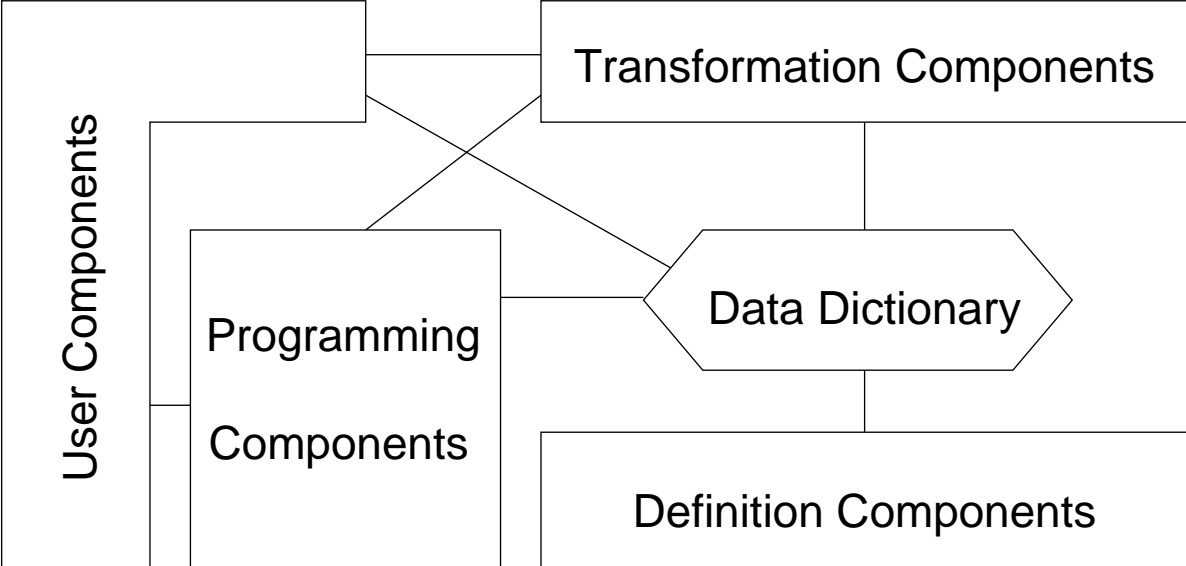 User Components
Transformation Components
Programming
Components
Data Dictionary
Definition Components